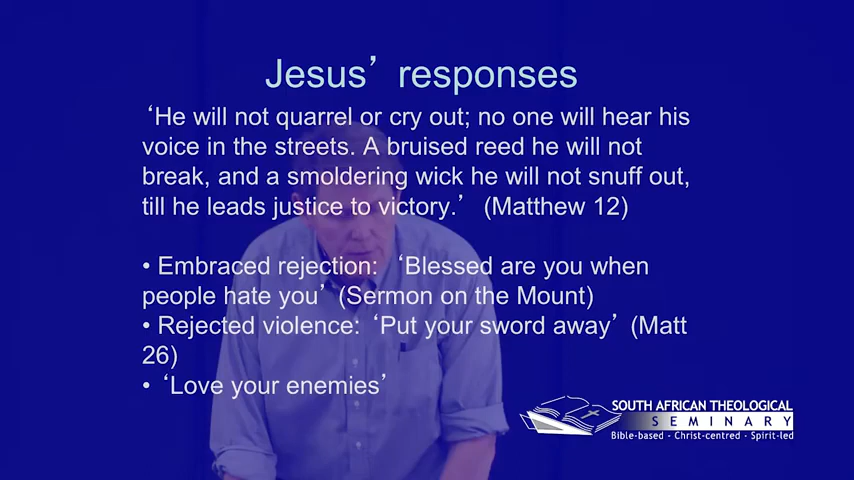 Jesus’ responses
‘He will not quarrel or cry out; no one will hear his
voice in the streets. A bruised reed he will not
break, and a smoldering wick he will not snuff out,
till he leads justice to victory.’ (Matthew 12)
• Embraced rejection: ‘Blessed are you when
people hate you’ (Sermon on the Mount)
• Rejected violence: ‘Put your sword away’ (Matt
26)
• ‘Love your enemies’
SOUTH AFRICAN THEOLOGICAL
SEMINARY
Bible-based - Christ-centred - Spirit-led